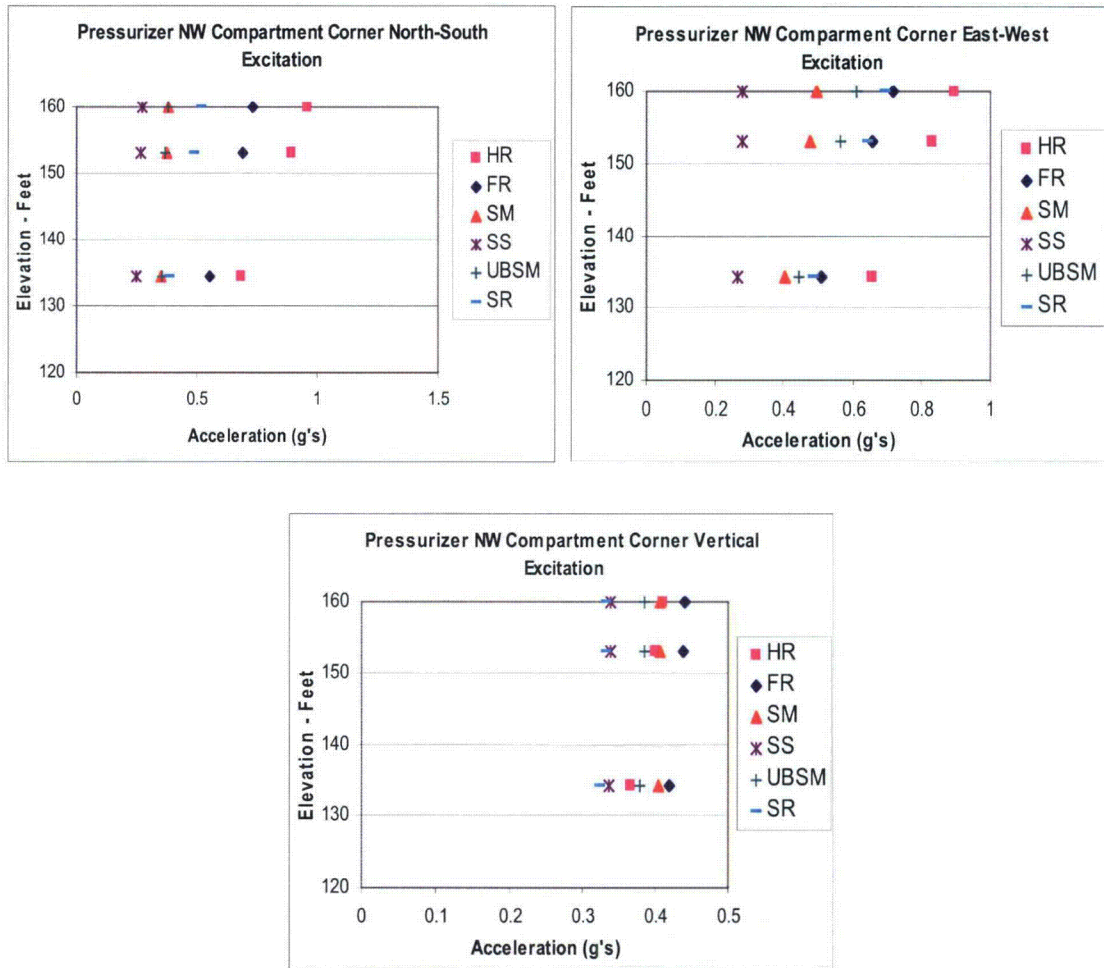 Pressurizer NW Compartment Corner North-South
Excitation
160
150
140
130
120
Elevation - Feet
0 0.5 1 1.5
Acceleration (g's)
HR
FR
SM
SS
UBSM
SR
Pressurizer NW Comparment Corner East-West
Excitation
160
150
140
130
120
Elevation - Feet
0 0.2 0.4 0.6 0.8 1
Acceleration (g's)
HR
FR
SM
SS
UBSM
SR
Pressurizer NW Compartment Corner Vertical
Excitation
160
150
140
130
120
Elevation - Feet
0 0.1 0.2 0.3 0.4 0.5
Acceleration (g's)
HR
FR
SM
SS
UBSM
SR